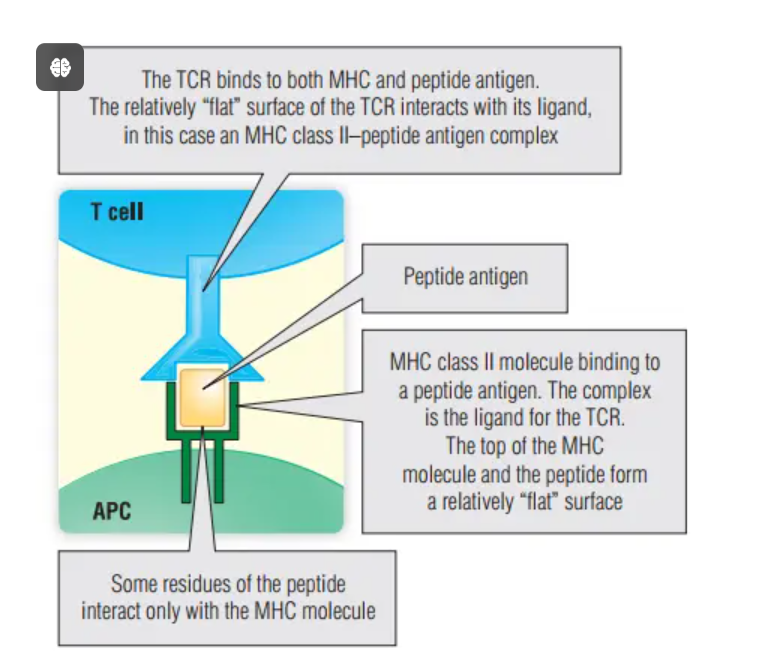 The TCR binds to both MHC and peptide antigen.
The relatively “flat” surface of the TCR interacts with its ligand,
in this case an MHC class II–peptide antigen complex
T cell
Peptide antigen
MHC class II molecule binding to
a peptide antigen. The complex
is the ligand for the TCR.
The top of the MHC
molecule and the peptide form
a relatively “flat” surface
APC
Some residues of the peptide
interact only with the MHC molecule